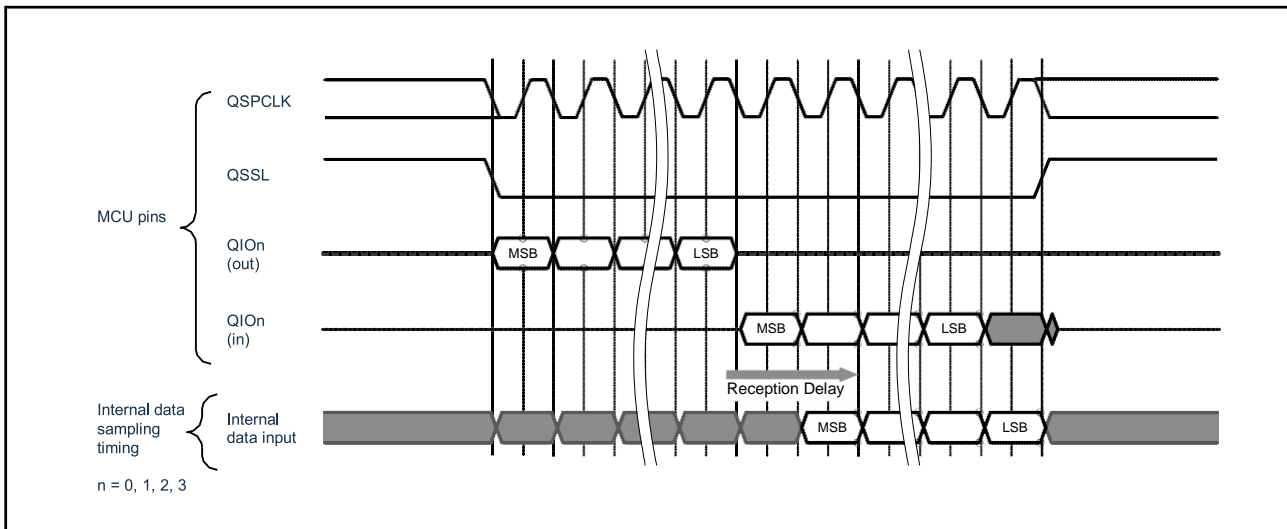 QSPCLK
QSSL
MCU pins
QIOn
(out)
MSB
LSB
QIOn
(in)
MSB
LSB
Reception Delay
Internal data
sampling
timing
Internal
data input
MSB
LSB
n = 0, 1, 2, 3